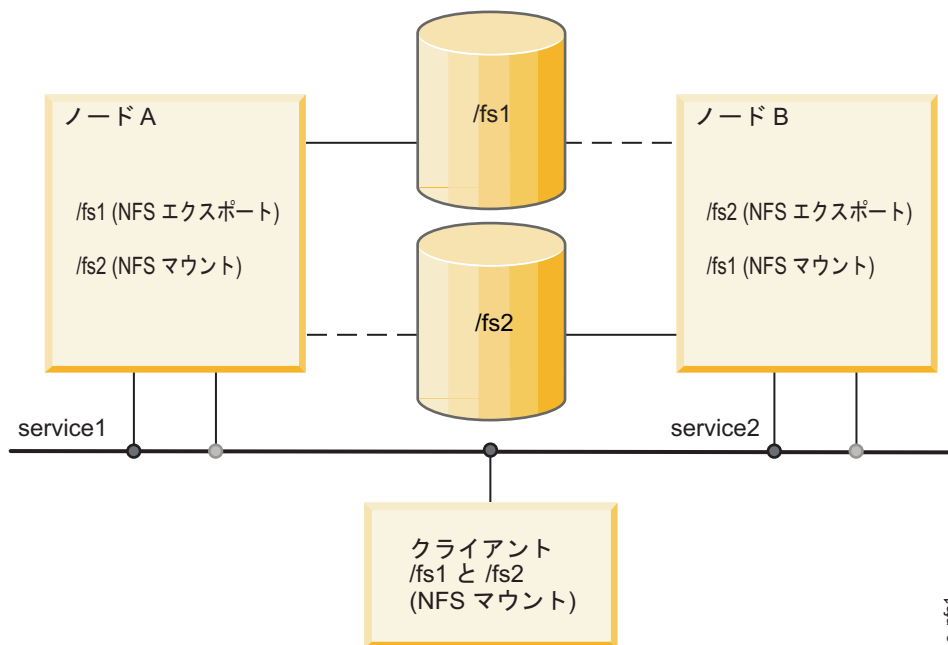 /fs1
ノード A
/fs1 (NFS エクスポート)
/fs2 (NFS マウント)
ノード B
/fs2 (NFS エクスポート)
/fs1 (NFS マウント)
/fs2
service1
service2
クライアント
/fs1 と /fs2
(NFS マウント)